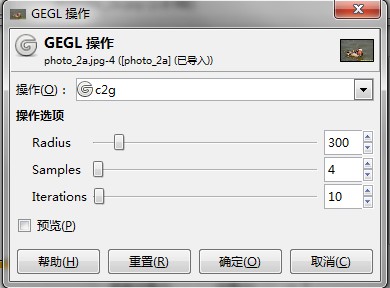 GEGL 操作
GEGL 操作
photo_2a.jpg-4 ([photo_2a] (已导入))
操作(O)： c2g
操作选项
Radius 300
Samples 4
Iterations 10
预览(P)
帮助(H) 重置(R) 确定(O) 取消(C)